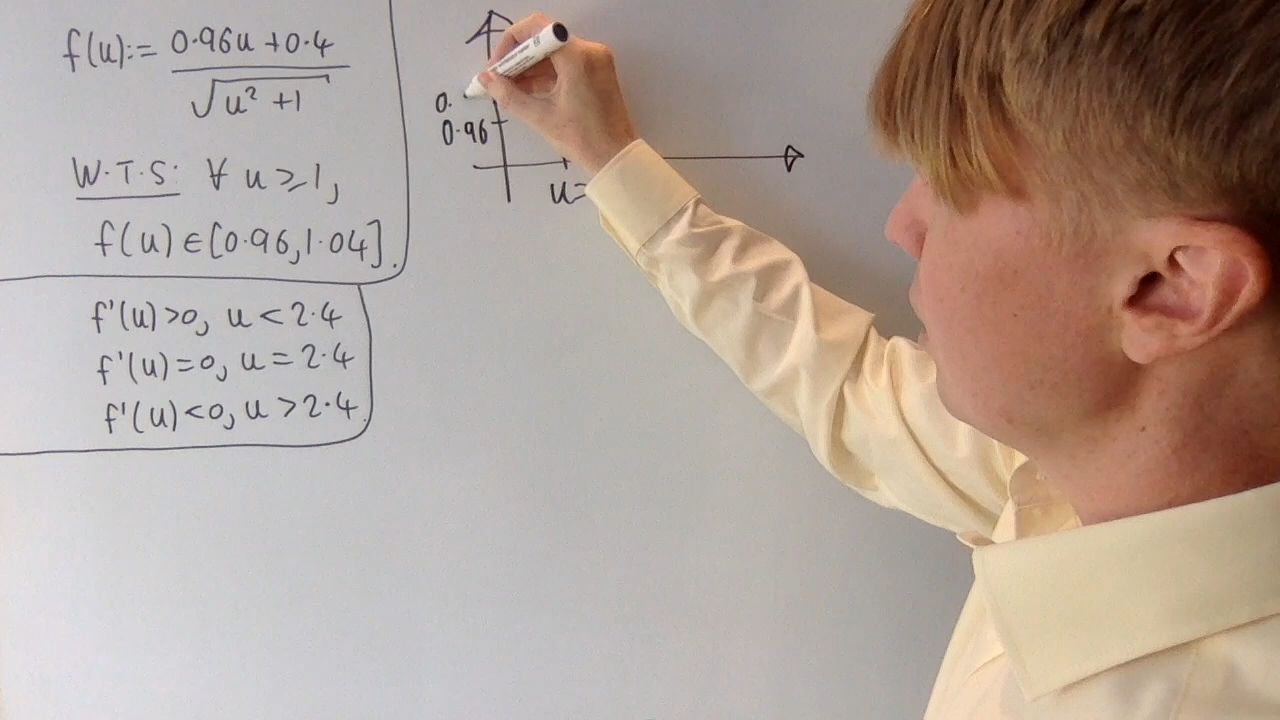 f(u):= 0.96u+0.4
√u² +1
W.T.S: ∀ u≥1,
f(u)∈[0.96,1.04].
f'(u)>0, u<2.4
f'(u)=0, u=2.4
f'(u)<0, u>2.4
0.
0.96
u=